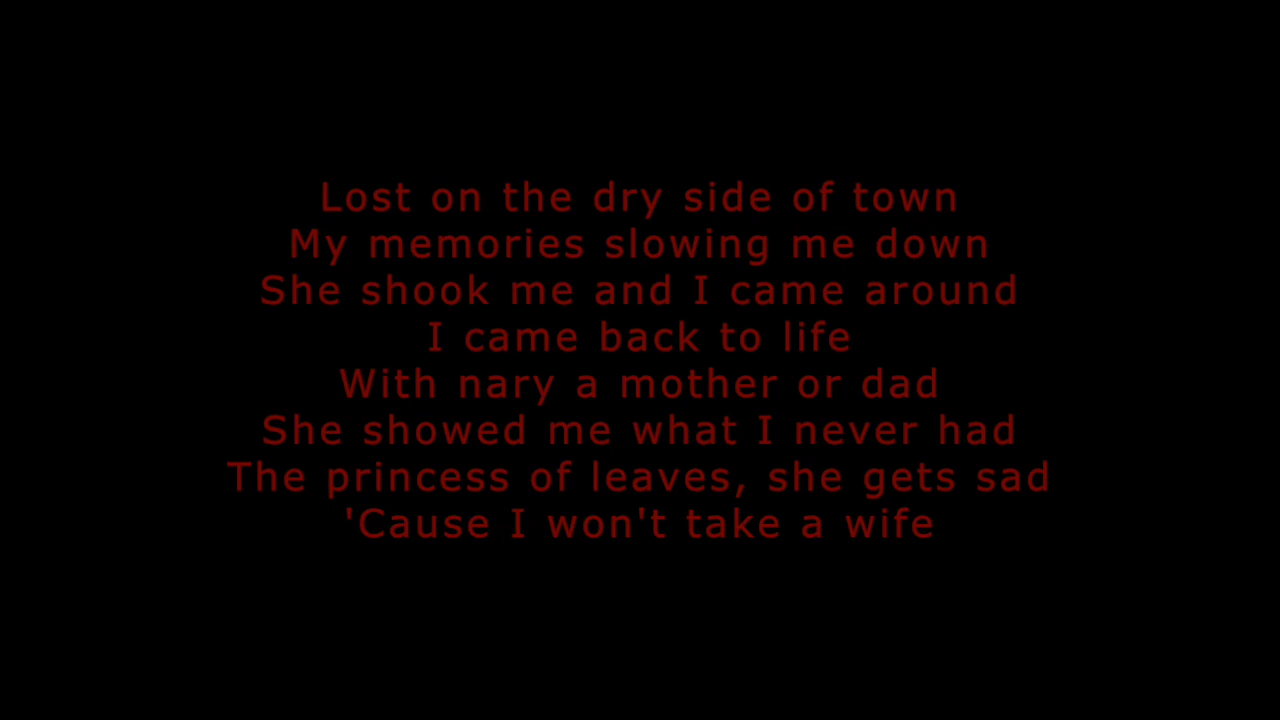 Lost on the dry side of town
My memories slowing me down
She shook me and I came around
I came back to life
With nary a mother or dad
She showed me what I never had
The princess of leaves, she gets sad
'Cause I won't take a wife